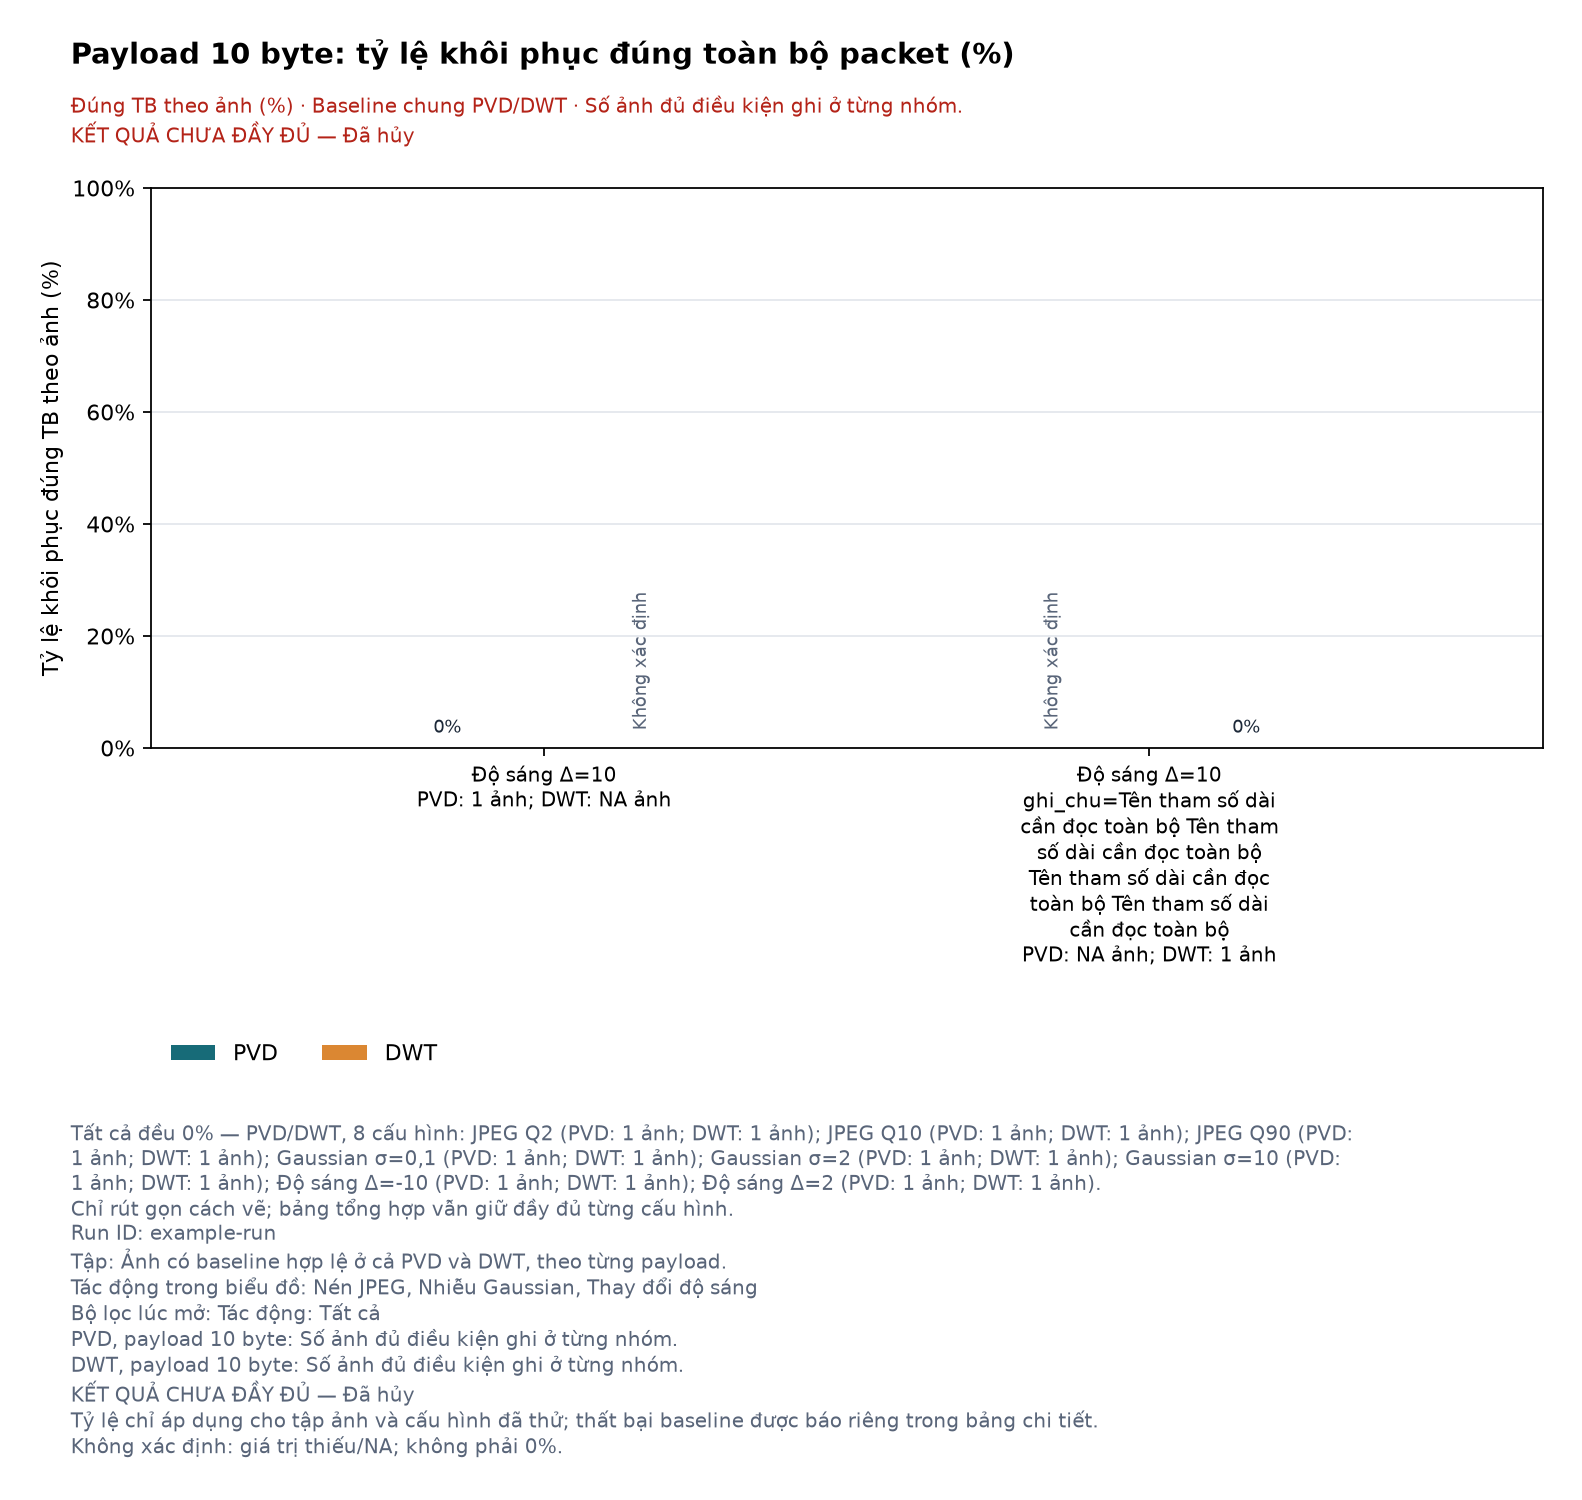 Payload 10 byte: tỷ lệ khôi phục đúng toàn bộ packet (%)
Đúng TB theo ảnh (%) · Baseline chung PVD/DWT · Số ảnh đủ điều kiện ghi ở từng nhóm.
KẾT QUẢ CHƯA ĐẦY ĐỦ — Đã hủy
Tỷ lệ khôi phục đúng TB theo ảnh (%)
100%
80%
60%
40%
20%
0%
0%
Không xác định
Không xác định
0%
Độ sáng Δ=10
PVD: 1 ảnh; DWT: NA ảnh
Độ sáng Δ=10
ghi_chu=Tên tham số dài
cần đọc toàn bộ Tên tham
số dài cần đọc toàn bộ
Tên tham số dài cần đọc
toàn bộ Tên tham số dài
cần đọc toàn bộ
PVD: NA ảnh; DWT: 1 ảnh
PVD
DWT
Tất cả đều 0% — PVD/DWT, 8 cấu hình: JPEG Q2 (PVD: 1 ảnh; DWT: 1 ảnh); JPEG Q10 (PVD: 1 ảnh; DWT: 1 ảnh); JPEG Q90 (PVD:
1 ảnh; DWT: 1 ảnh); Gaussian σ=0,1 (PVD: 1 ảnh; DWT: 1 ảnh); Gaussian σ=2 (PVD: 1 ảnh; DWT: 1 ảnh); Gaussian σ=10 (PVD:
1 ảnh; DWT: 1 ảnh); Độ sáng Δ=-10 (PVD: 1 ảnh; DWT: 1 ảnh); Độ sáng Δ=2 (PVD: 1 ảnh; DWT: 1 ảnh).
Chỉ rút gọn cách vẽ; bảng tổng hợp vẫn giữ đầy đủ từng cấu hình.
Run ID: example-run
Tập: Ảnh có baseline hợp lệ ở cả PVD và DWT, theo từng payload.
Tác động trong biểu đồ: Nén JPEG, Nhiễu Gaussian, Thay đổi độ sáng
Bộ lọc lúc mở: Tác động: Tất cả
PVD, payload 10 byte: Số ảnh đủ điều kiện ghi ở từng nhóm.
DWT, payload 10 byte: Số ảnh đủ điều kiện ghi ở từng nhóm.
KẾT QUẢ CHƯA ĐẦY ĐỦ — Đã hủy
Tỷ lệ chỉ áp dụng cho tập ảnh và cấu hình đã thử; thất bại baseline được báo riêng trong bảng chi tiết.
Không xác định: giá trị thiếu/NA; không phải 0%.